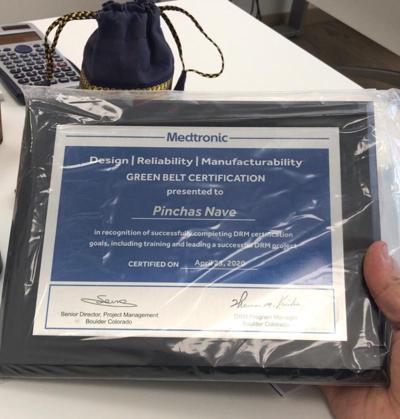 Medtronic
Design | Reliability | Manufacturability
GREEN BELT CERTIFICATION
presented to
Pinchas Nave
in recognition of successfully completing DRM certification
goals, including training and leading a successful DRM project
CERTIFIED ON April 23, 2020
Senior Director, Project Management
Boulder Colorado
DRM Program Manager
Boulder Colorado